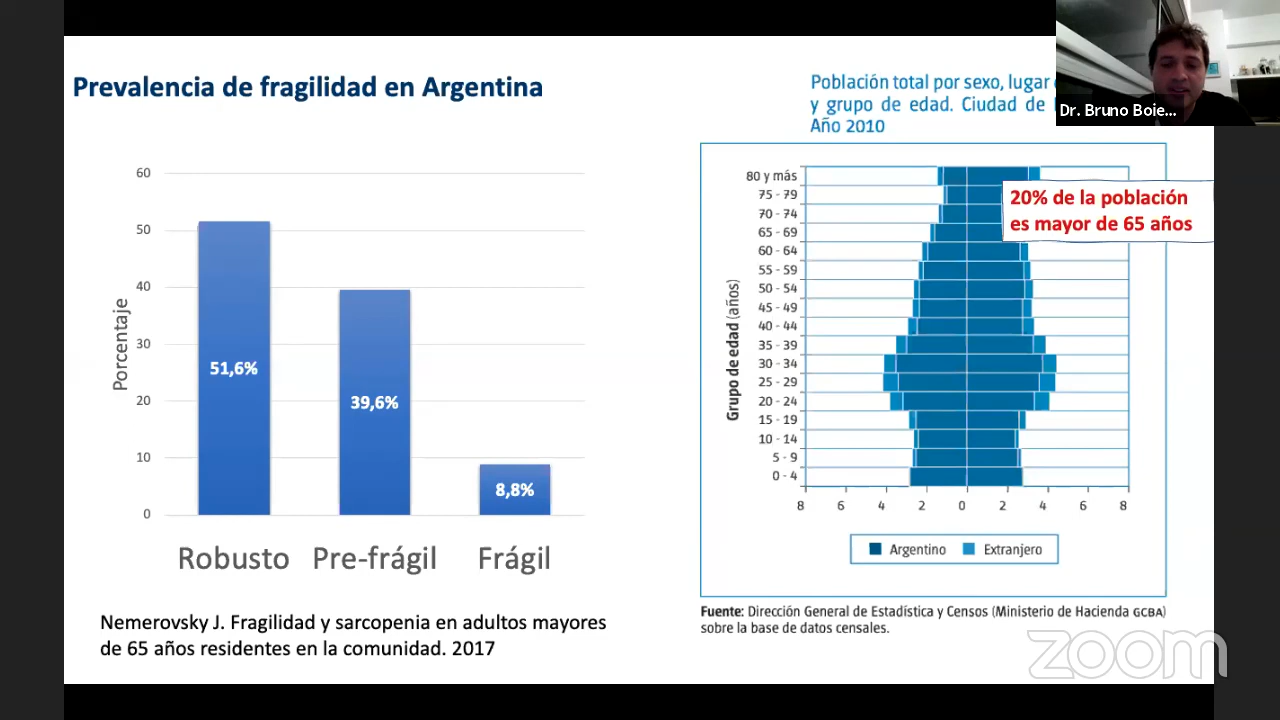 Prevalencia de fragilidad en Argentina
60
50
40
30
20
10
0
Porcentaje
51,6%
39,6%
8,8%
Robusto
Pre-frágil
Frágil
Nemerovsky J. Fragilidad y sarcopenia en adultos mayores
de 65 años residentes en la comunidad. 2017
Población total por sexo, lugar
y grupo de edad. Ciudad de
Año 2010
Dr. Bruno Boie...
20% de la población
es mayor de 65 años
Grupo de edad (años)
80 y más
75 - 79
70 - 74
65 - 69
60 - 64
55 - 59
50 - 54
45 - 49
40 - 44
35 - 39
30 - 34
25 - 29
20 - 24
15 - 19
10 - 14
5 - 9
0 - 4
8 6 4 2 0 2 4 6 8
Argentino Extranjero
Fuente: Dirección General de Estadística y Censos (Ministerio de Hacienda GCBA)
sobre la base de datos censales.
zoom